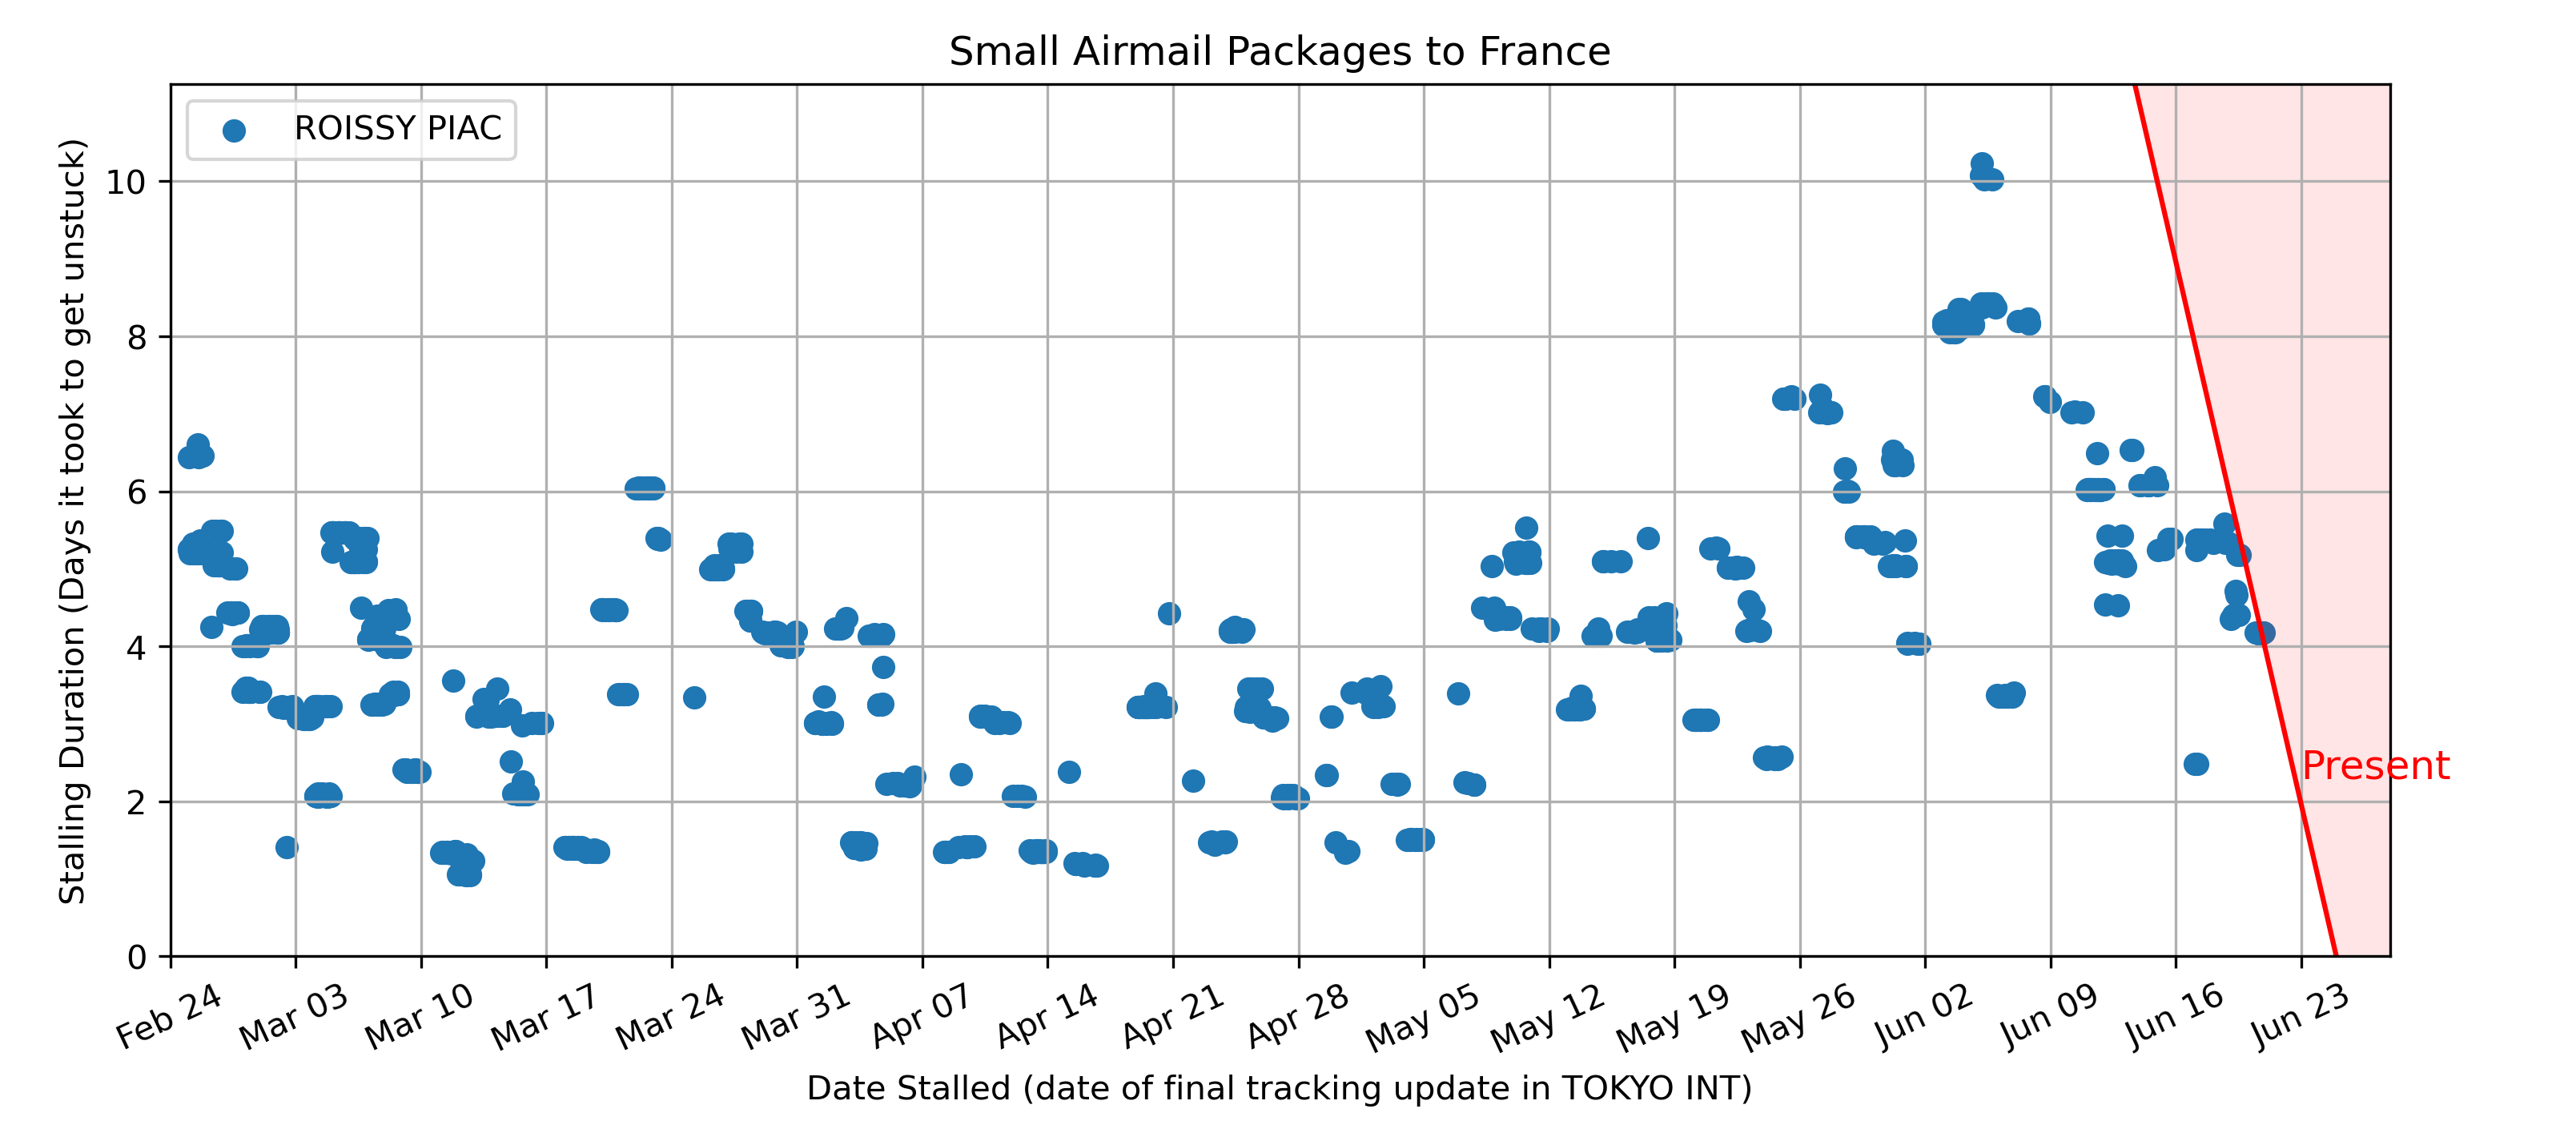 Small Airmail Packages to France
ROISSY PIAC
Stalling Duration (Days it took to get unstuck)
10
8
6
4
2
0
Present
Feb 24
Mar 03
Mar 10
Mar 17
Mar 24
Mar 31
Apr 07
Apr 14
Apr 21
Apr 28
May 05
May 12
May 19
May 26
Jun 02
Jun 09
Jun 16
Jun 23
Date Stalled (date of final tracking update in TOKYO INT)